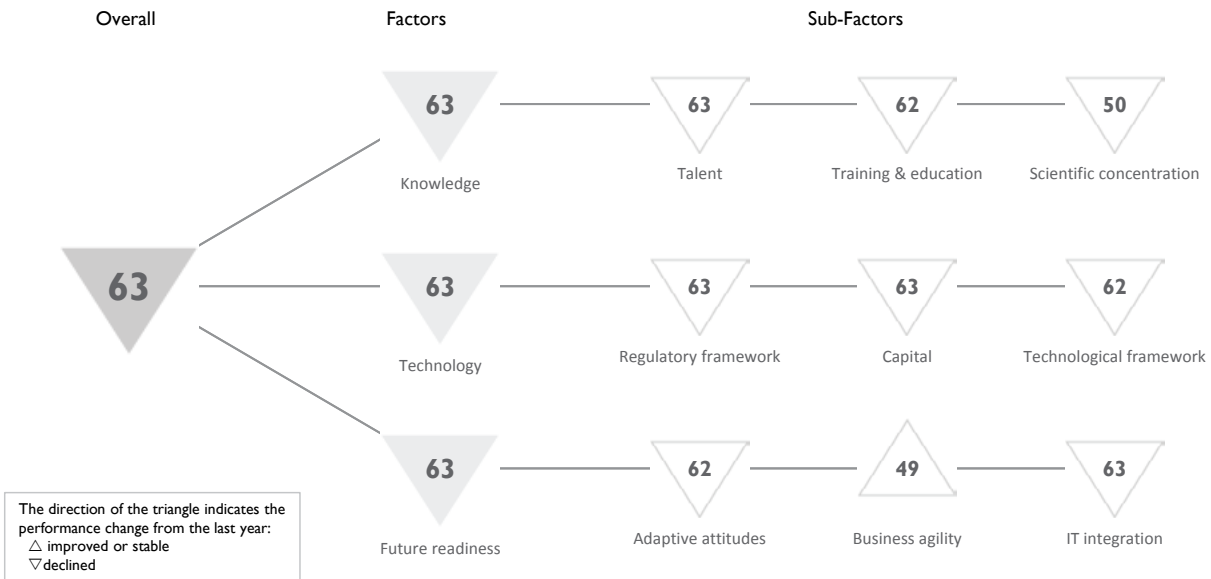 Overall
Factors
Sub-Factors
63
63
62
50
Knowledge
Talent
Training & education
Scientific concentration
63
63
63
63
62
Technology
Regulatory framework
Capital
Technological framework
63
62
49
63
Future readiness
Adaptive attitudes
Business agility
IT integration
The direction of the triangle indicates the
performance change from the last year:
△ improved or stable
▽ declined